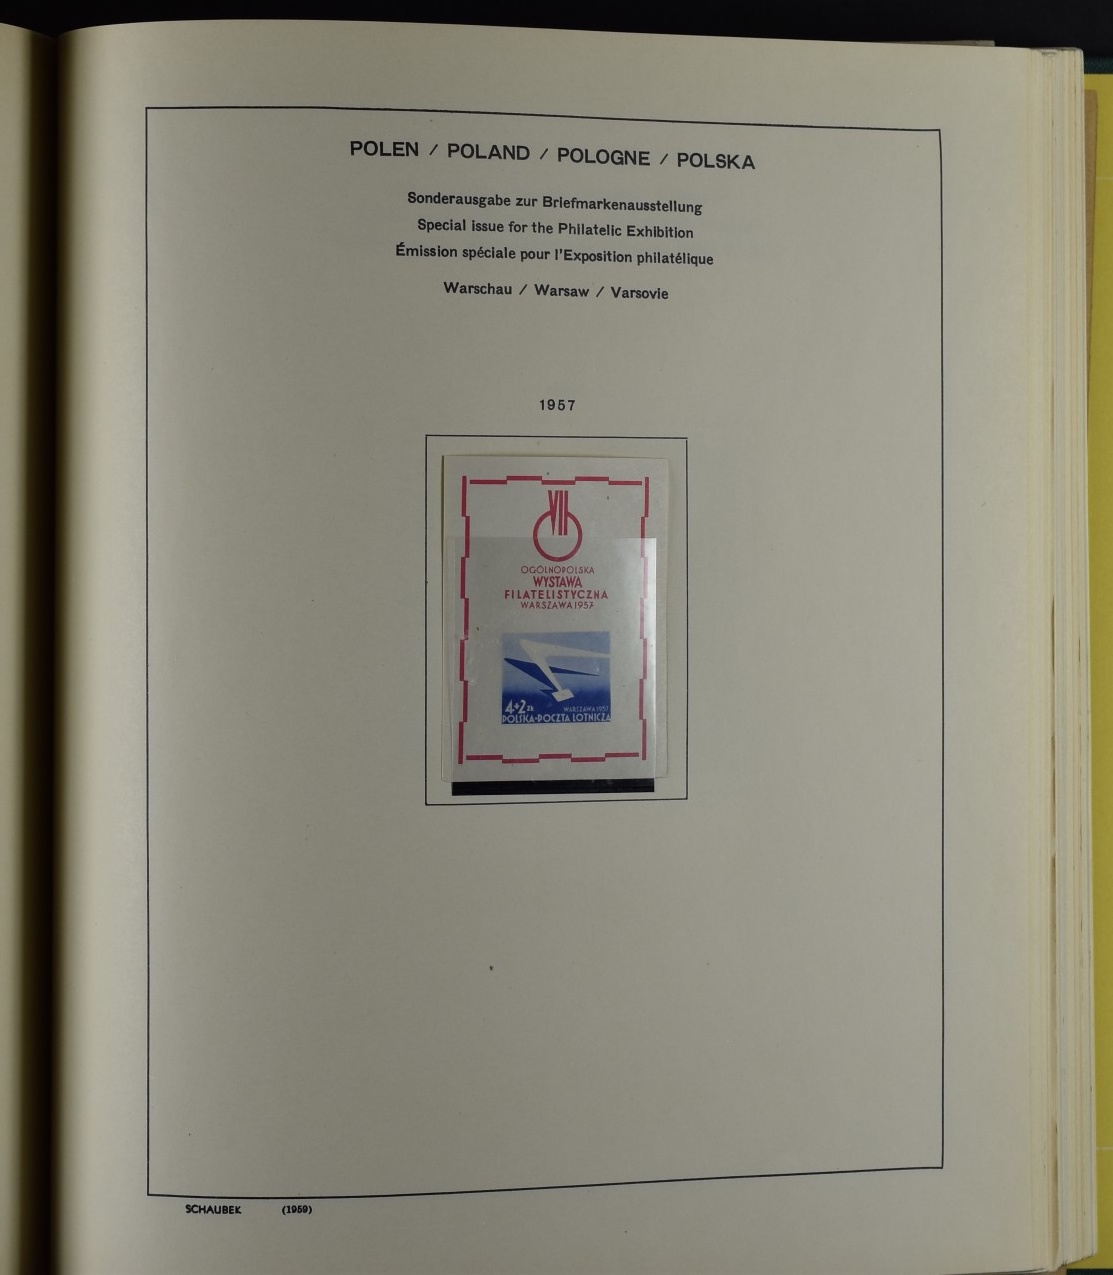 POLEN / POLAND / POLOGNE / POLSKA
Sonderausgabe zur Briefmarkenausstellung
Special issue for the Philatelic Exhibition
Émission spéciale pour l'Exposition philatélique
Warschau / Warsaw / Varsovie
1957
VII
OGÓLNOPOLSKA
WYSTAWA
FILATELISTYCZNA
WARSZAWA 1957
4+2 ZŁ WARSZAWA 1957
POLSKA·POCZTA LOTNICZA
SCHAUBEK (1959)